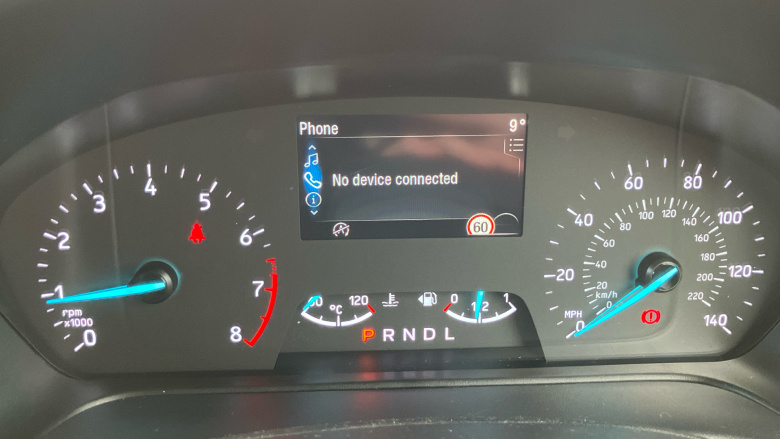 Phone 9°
No device connected
60
0 1 2 3 4 5 6 7 8
rpm
x1000
0 20 40 60 80 100 120 140
MPH
0 20 40 60 80 100 120 140 160 180 200 220
km/h
120
°C
0 1/2 1
P R N D L